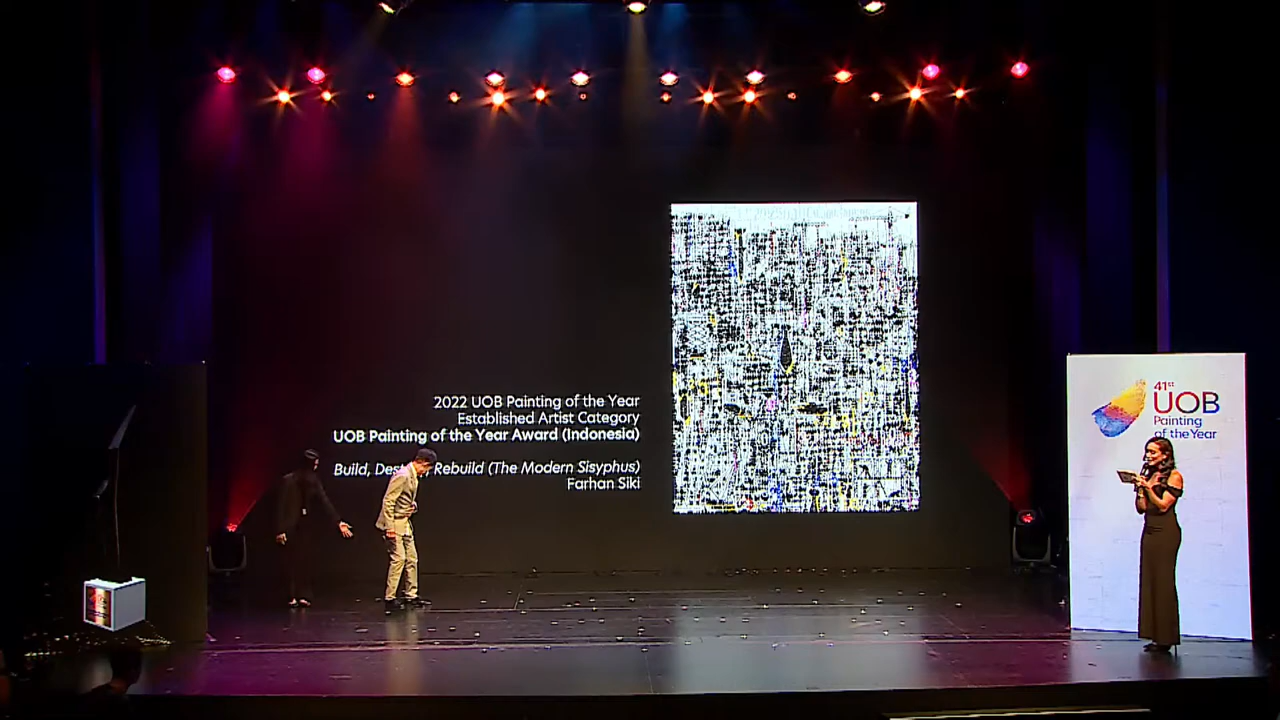 2022 UOB Painting of the Year
Established Artist Category
UOB Painting of the Year Award (Indonesia)
Build, Dest Rebuild (The Modern Sisyphus)
Farhan Siki
41st
UOB
Painting
of the Year